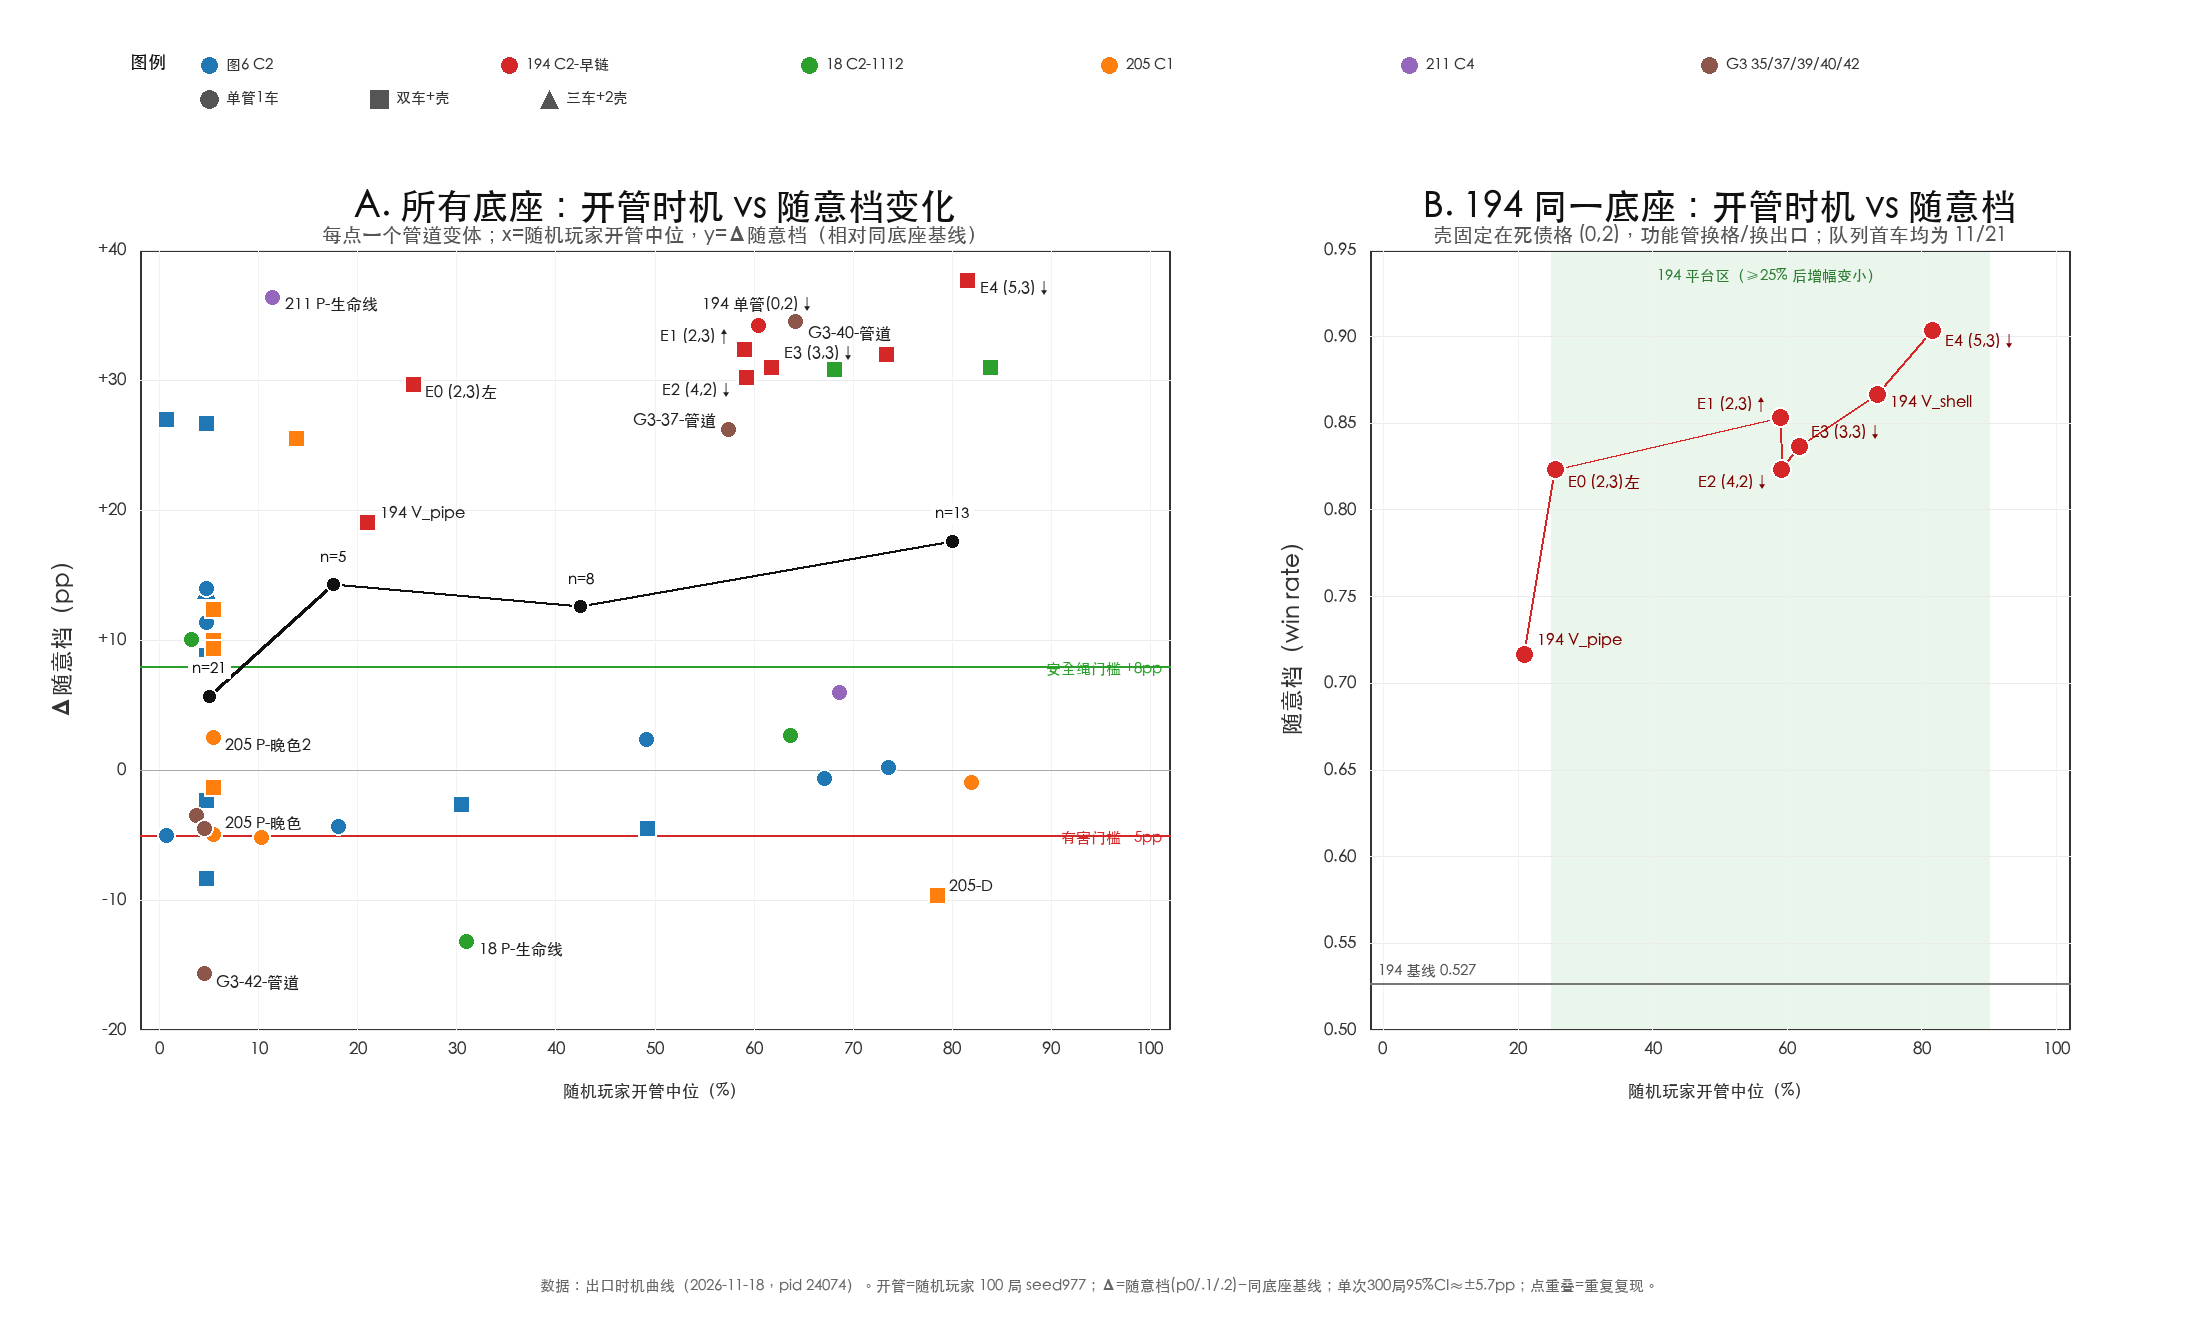 图例
图6 C2
194 C2-早链
18 C2-1112
205 C1
211 C4
G3 35/37/39/40/42
单管1车
双车+壳
三车+2壳
A. 所有底座：开管时机 vs 随意档变化
每点一个管道变体；x=随机玩家开管中位，y=Δ随意档（相对同底座基线）
+40
+30
+20
+10
0
-10
-20
Δ随意档（pp）
211 P-生命线
E0 (2,3)左
194 V_pipe
194 单管(0,2)↓
E1 (2,3)↑
G3-40-管道
E3 (3,3)↓
E2 (4,2)↓
G3-37-管道
E4 (5,3)↓
n=5
n=8
n=13
n=21
安全绳门槛 +8pp
205 P-晚色2
205 P-晚色
有害门槛 -5pp
205-D
18 P-生命线
G3-42-管道
0 10 20 30 40 50 60 70 80 90 100
随机玩家开管中位（%）
B. 194 同一底座：开管时机 vs 随意档
壳固定在死债格 (0,2)，功能管换格/换出口；队列首车均为 11/21
0.95
0.90
0.85
0.80
0.75
0.70
0.65
0.60
0.55
0.50
随意档（win rate）
194 平台区（≥25% 后增幅变小）
E4 (5,3)↓
194 V_shell
E1 (2,3)↑
E3 (3,3)↓
E0 (2,3)左
E2 (4,2)↓
194 V_pipe
194 基线 0.527
0 20 40 60 80 100
随机玩家开管中位（%）
数据：出口时机曲线（2026-11-18，pid 24074）。开管=随机玩家 100 局 seed977；Δ=随意档(p0/.1/.2)−同底座基线；单次300局95%CI≈±5.7pp；点重叠=重复复现。